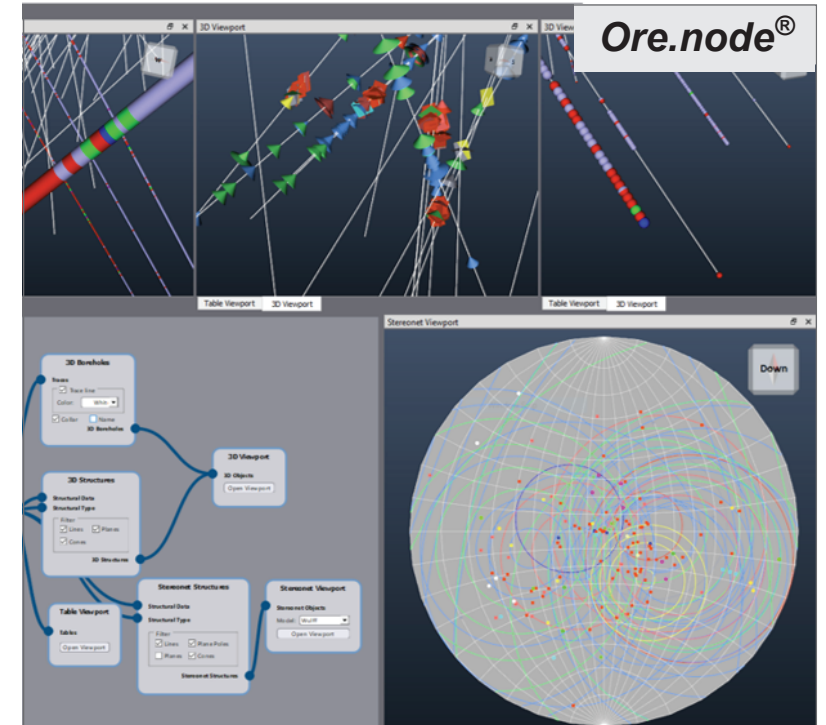 Ore.node®
3D Viewport
3D View
W
Table Viewport 3D Viewport
Table Viewport 3D Viewport
Stereonet Viewport
Down
3D Boreholes
Traces
Trace line
Color: White
Collar Name
3D Boreholes
3D Viewport
3D Objects
Open Viewport
3D Structures
Structural Data
Structural Type
Filter
Lines Planes
Cones
3D Structures
Table Viewport
Tables
Open Viewport
Stereonet Structures
Structural Data
Structural Type
Filter
Lines Plane Poles
Planes Cones
Stereonet Structures
Stereonet Viewport
Stereonet Objects
Model: Wulff
Open Viewport